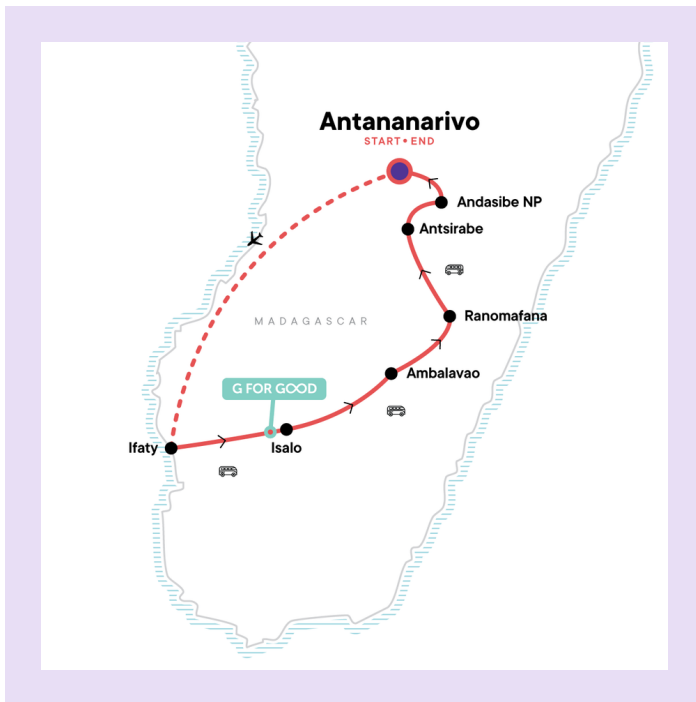 Antananarivo
START • END
Andasibe NP
Antsirabe
MADAGASCAR
Ranomafana
Ambalavao
G FOR GOOD
Ifaty
Isalo